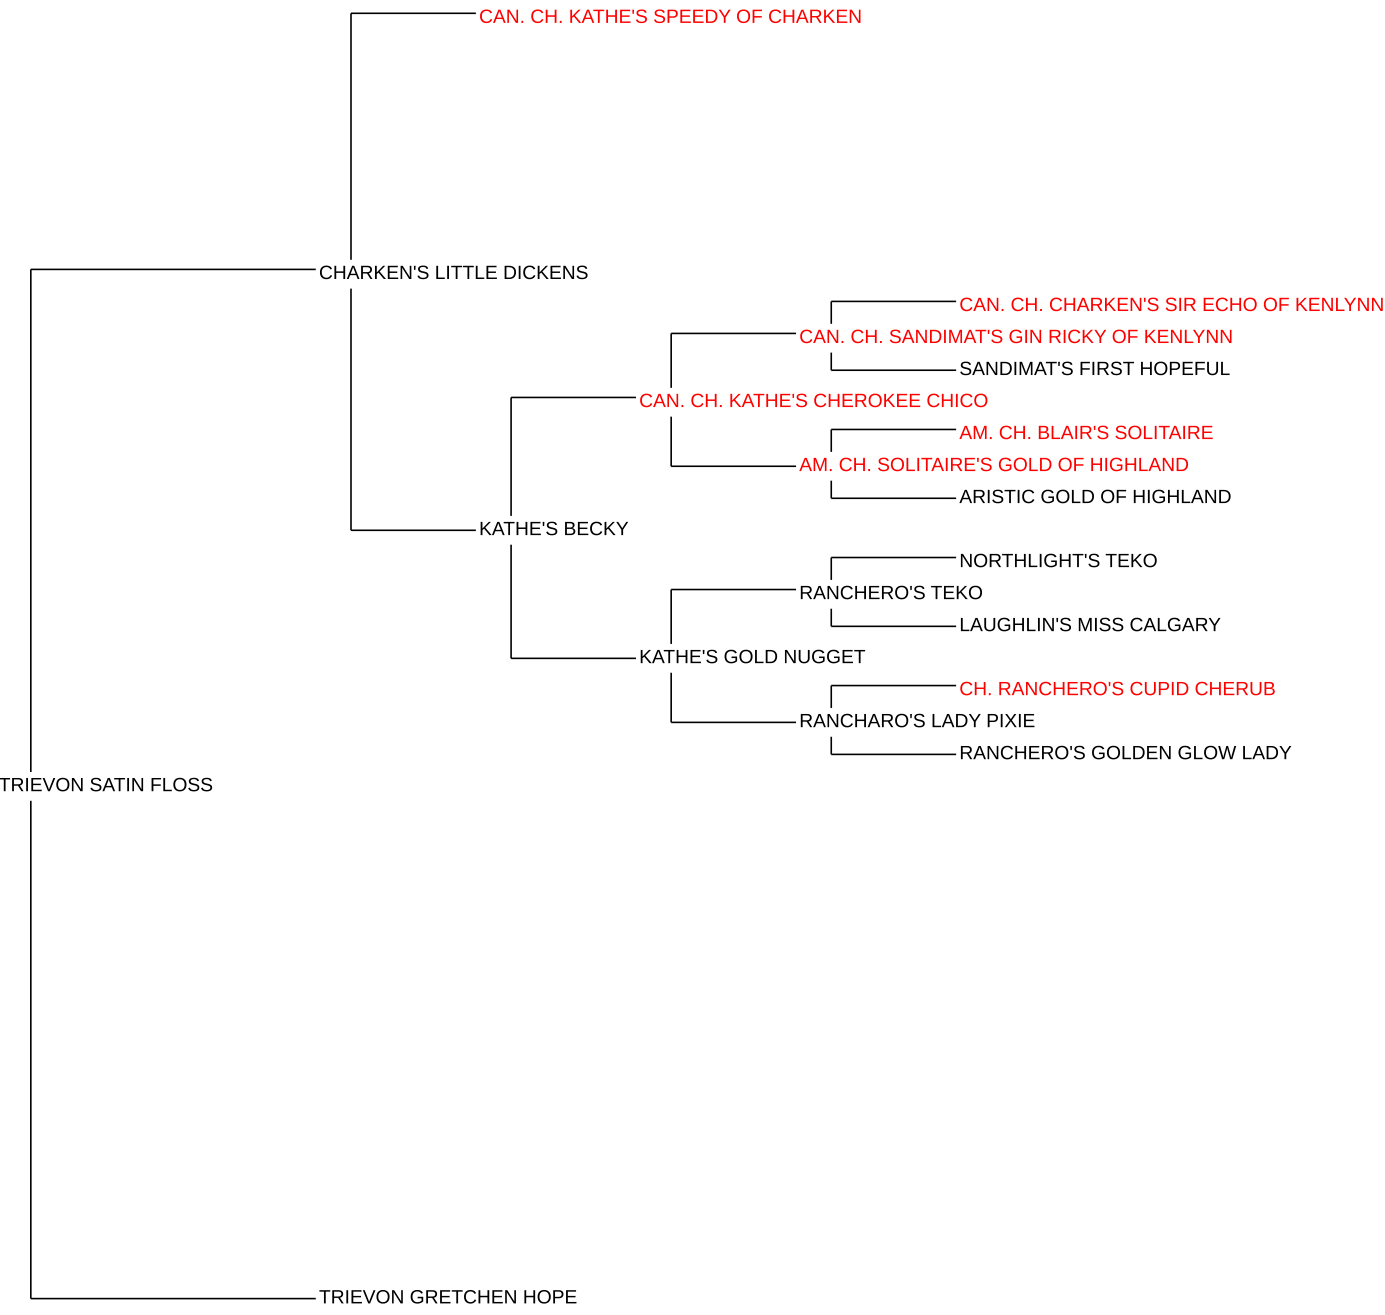 CAN. CH. KATHE'S SPEEDY OF CHARKEN
CHARKEN'S LITTLE DICKENS
CAN. CH. CHARKEN'S SIR ECHO OF KENLYNN
CAN. CH. SANDIMAT'S GIN RICKY OF KENLYNN
SANDIMAT'S FIRST HOPEFUL
CAN. CH. KATHE'S CHEROKEE CHICO
AM. CH. BLAIR'S SOLITAIRE
AM. CH. SOLITAIRE'S GOLD OF HIGHLAND
ARISTIC GOLD OF HIGHLAND
KATHE'S BECKY
NORTHLIGHT'S TEKO
RANCHERO'S TEKO
LAUGHLIN'S MISS CALGARY
KATHE'S GOLD NUGGET
CH. RANCHERO'S CUPID CHERUB
RANCHARO'S LADY PIXIE
RANCHERO'S GOLDEN GLOW LADY
TRIEVON SATIN FLOSS
TRIEVON GRETCHEN HOPE